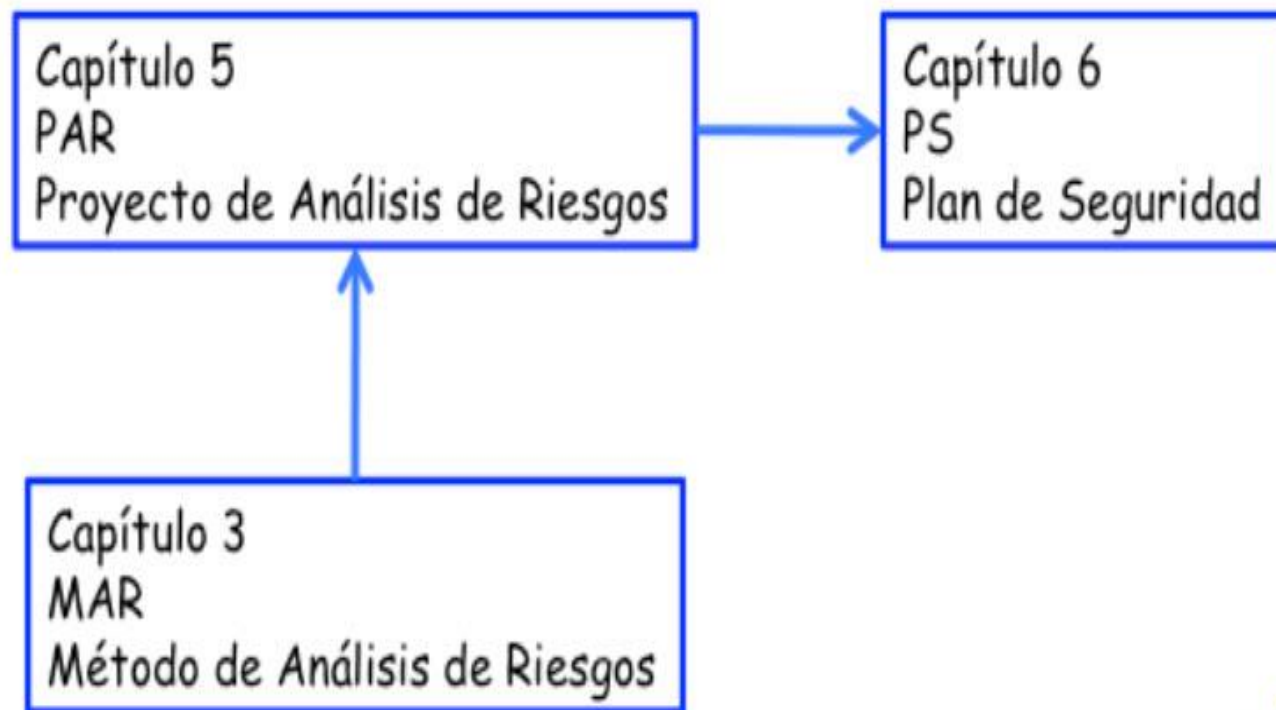 Capítulo 5
PAR
Proyecto de Análisis de Riesgos
Capítulo 6
PS
Plan de Seguridad
Capítulo 3
MAR
Método de Análisis de Riesgos